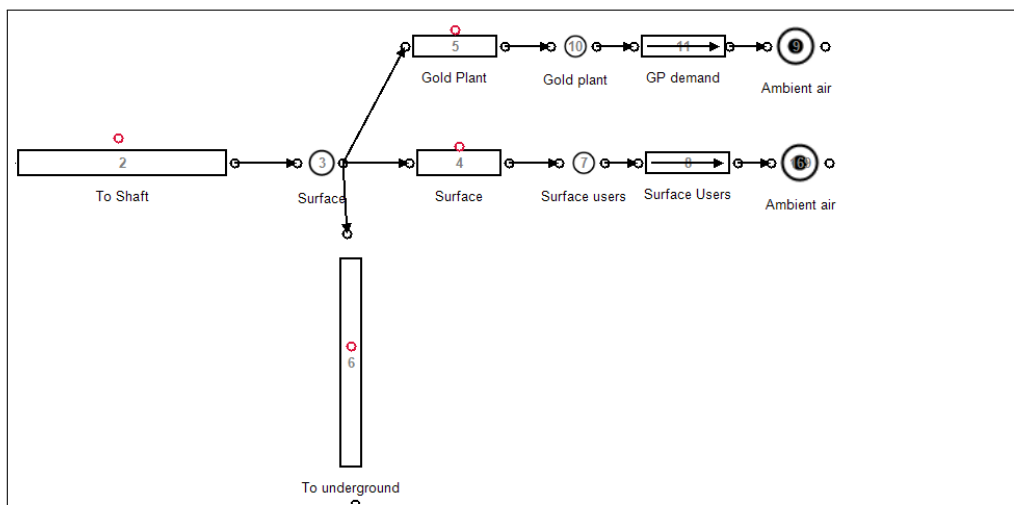 5
10
11
9
Gold Plant
Gold plant
GP demand
Ambient air
2
3
4
7
8
6
To Shaft
Surface
Surface
Surface users
Surface Users
Ambient air
6
To underground